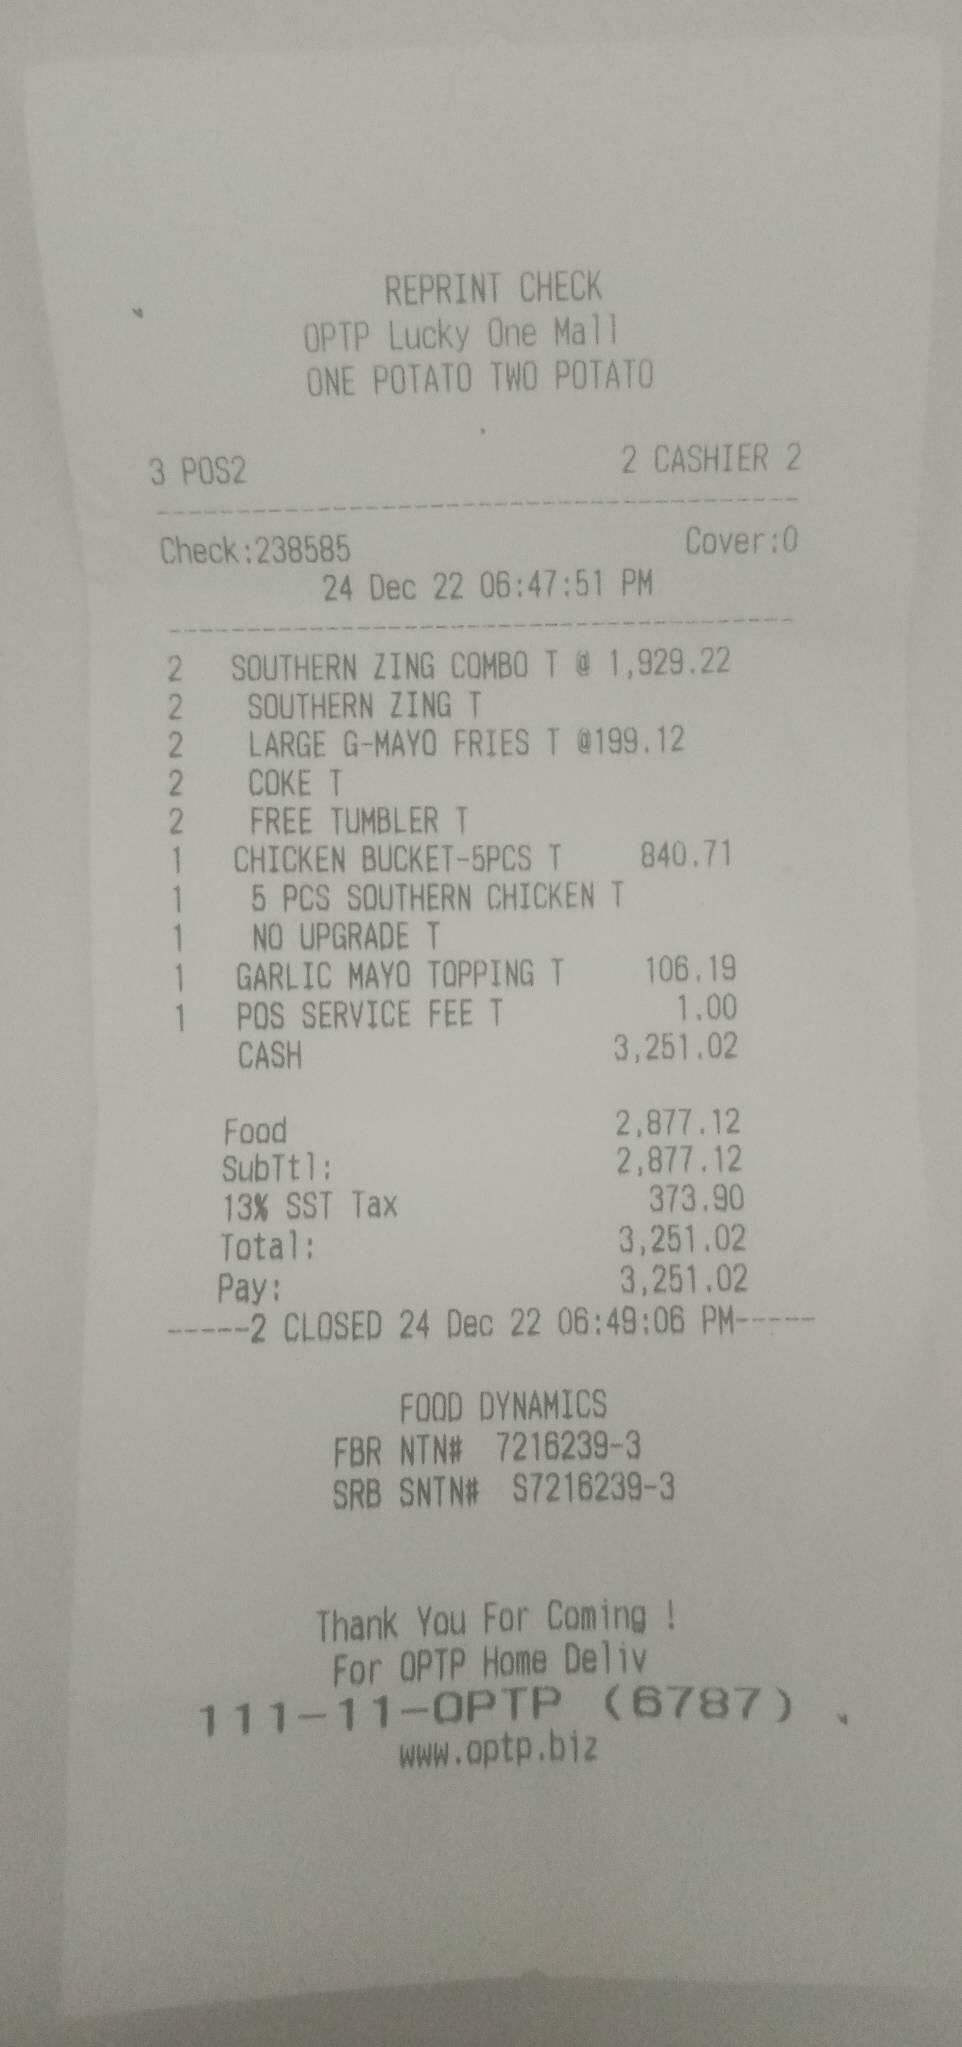 REPRINT CHECK
OPTP Lucky One Mall
ONE POTATO TWO POTATO
3 POS2 2 CASHIER 2
Check:238585 Cover:0
24 Dec 22 06:47:51 PM
2 SOUTHERN ZING COMBO T @ 1,929.22
2 SOUTHERN ZING T
2 LARGE G-MAYO FRIES T @199.12
2 COKE T
2 FREE TUMBLER T
1 CHICKEN BUCKET-5PCS T 840.71
1 5 PCS SOUTHERN CHICKEN T
1 NO UPGRADE T
1 GARLIC MAYO TOPPING T 106.19
1 POS SERVICE FEE T 1.00
CASH 3,251.02
Food 2,877.12
SubTtl: 2,877.12
13% SST Tax 373.90
Total: 3,251.02
Pay: 3,251.02
-----2 CLOSED 24 Dec 22 06:49:06 PM-----
FOOD DYNAMICS
FBR NTN# 7216239-3
SRB SNTN# S7216239-3
Thank You For Coming !
For OPTP Home Deliv
111-11-OPTP (6787)
www.optp.biz